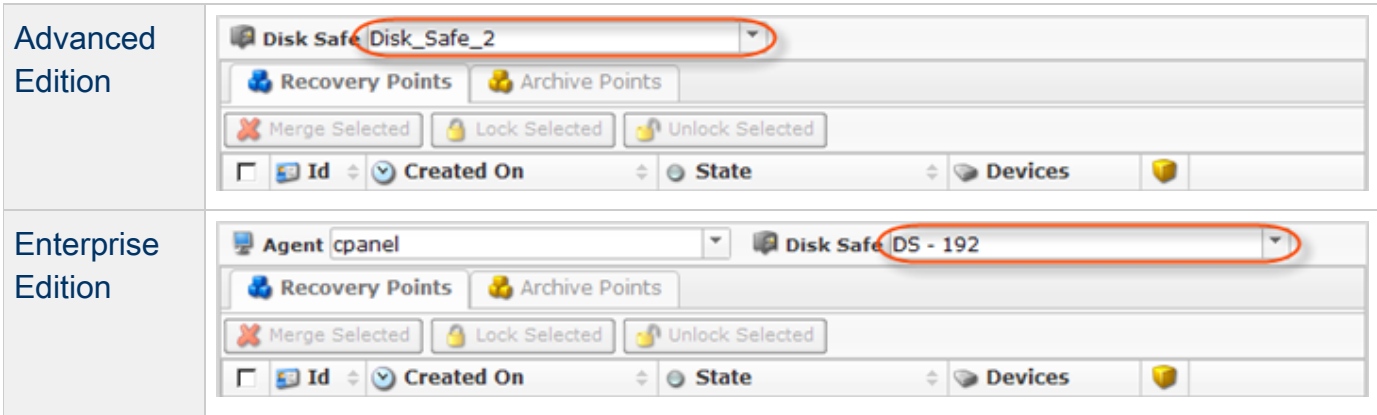 Advanced
Edition
Disk Safe Disk_Safe_2
Recovery Points Archive Points
Merge Selected Lock Selected Unlock Selected
Id Created On State Devices
Enterprise
Edition
Agent cpanel Disk Safe DS - 192
Recovery Points Archive Points
Merge Selected Lock Selected Unlock Selected
Id Created On State Devices